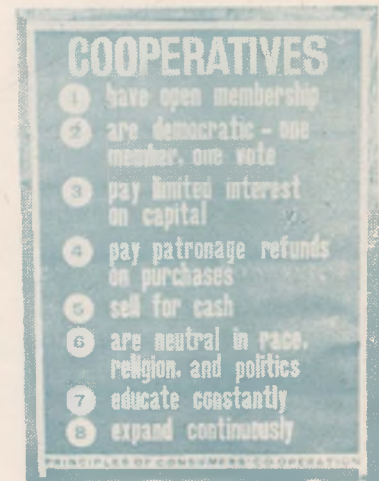 COOPERATIVES
1 have open membership
2 are democratic - one
member, one vote
3 pay limited interest
on capital
4 pay patronage refunds
on purchases
5 sell for cash
6 are neutral in race,
religion, and politics
7 educate constantly
8 expand continuously
PRINCIPLES OF CONSUMERS' COOPERATION